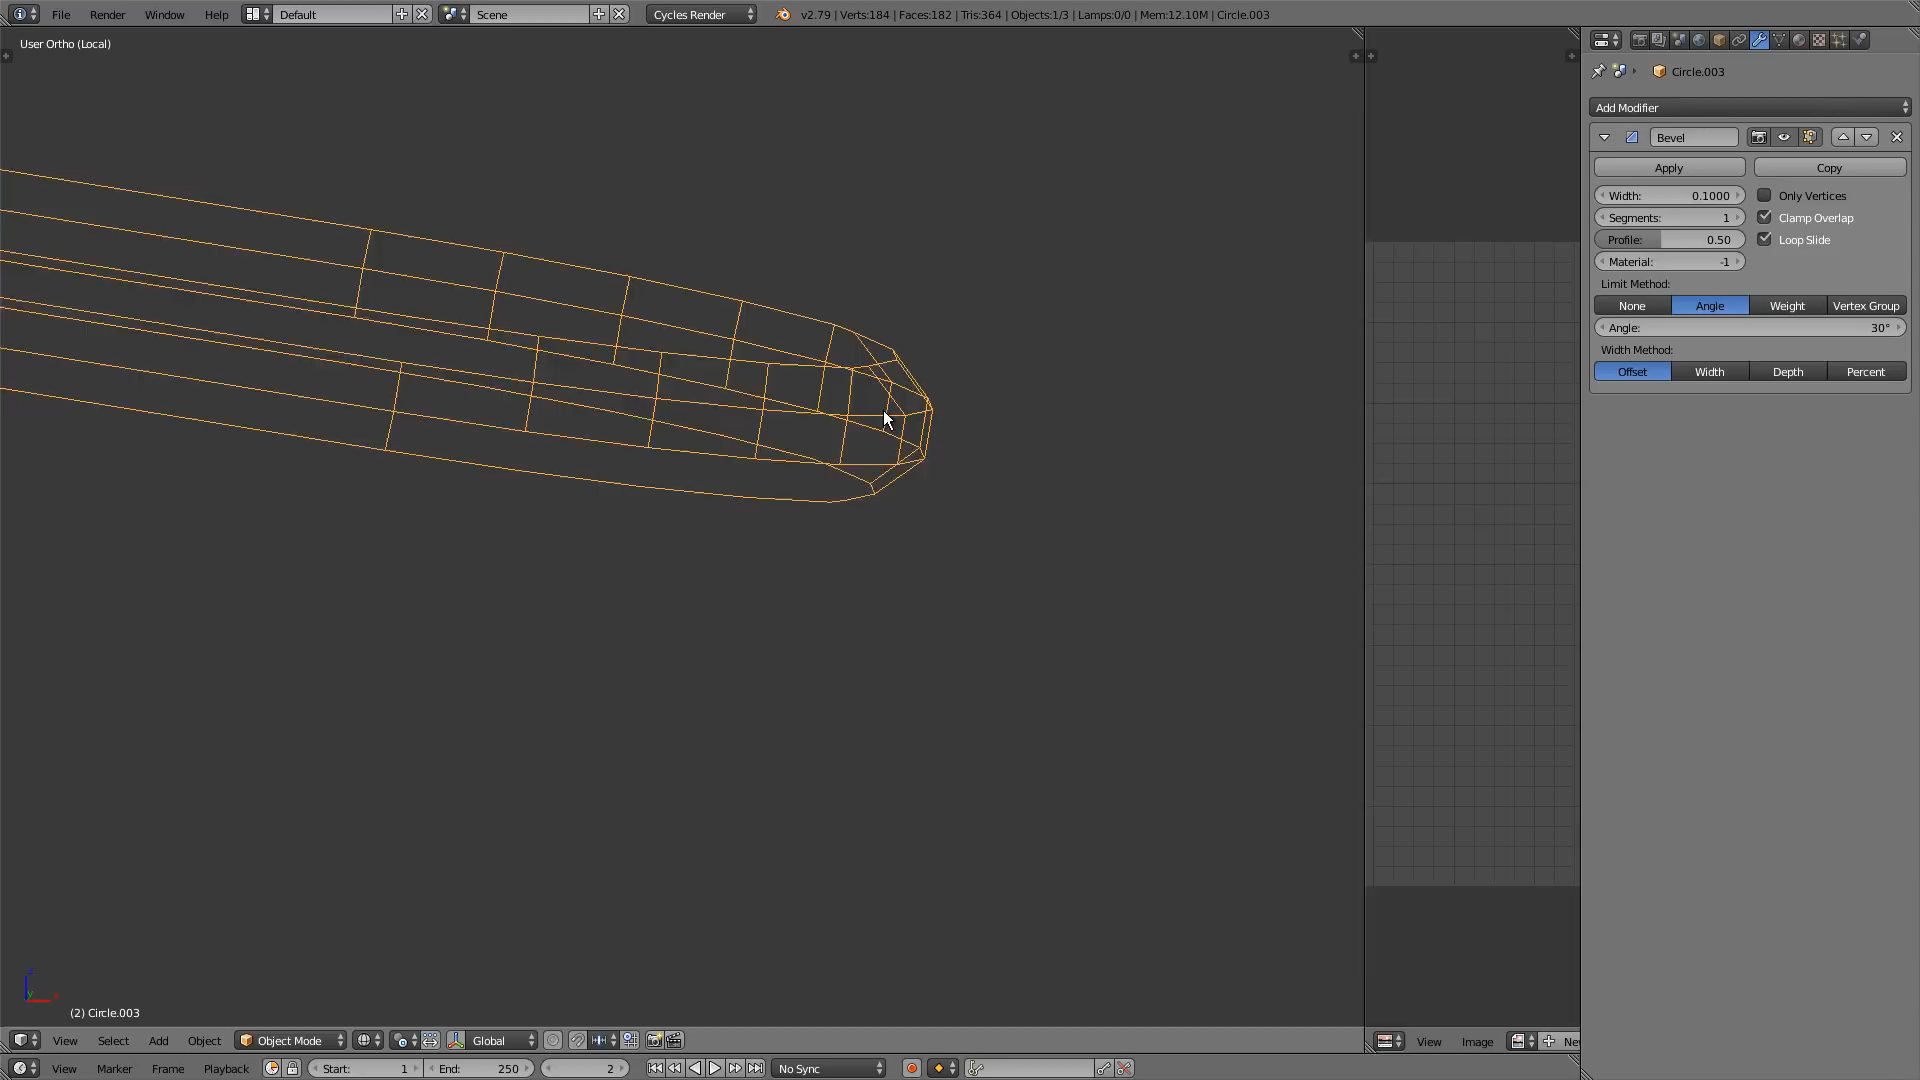 File Render Window Help Default Scene Cycles Render v2.79 | Verts:184 | Faces:182 | Tris:364 | Objects:1/3 | Lamps:0/0 | Mem:12.10M | Circle.003
User Ortho (Local)
Circle.003
Add Modifier
Bevel
Apply Copy
Width: 0.1000 Only Vertices
Segments: 1 Clamp Overlap
Profile: 0.50 Loop Slide
Material: -1
Limit Method:
None Angle Weight Vertex Group
Angle: 30°
Width Method:
Offset Width Depth Percent
(2) Circle.003
View Select Add Object Object Mode Global View Image
View Marker Frame Playback Start: 1 End: 250 2 No Sync